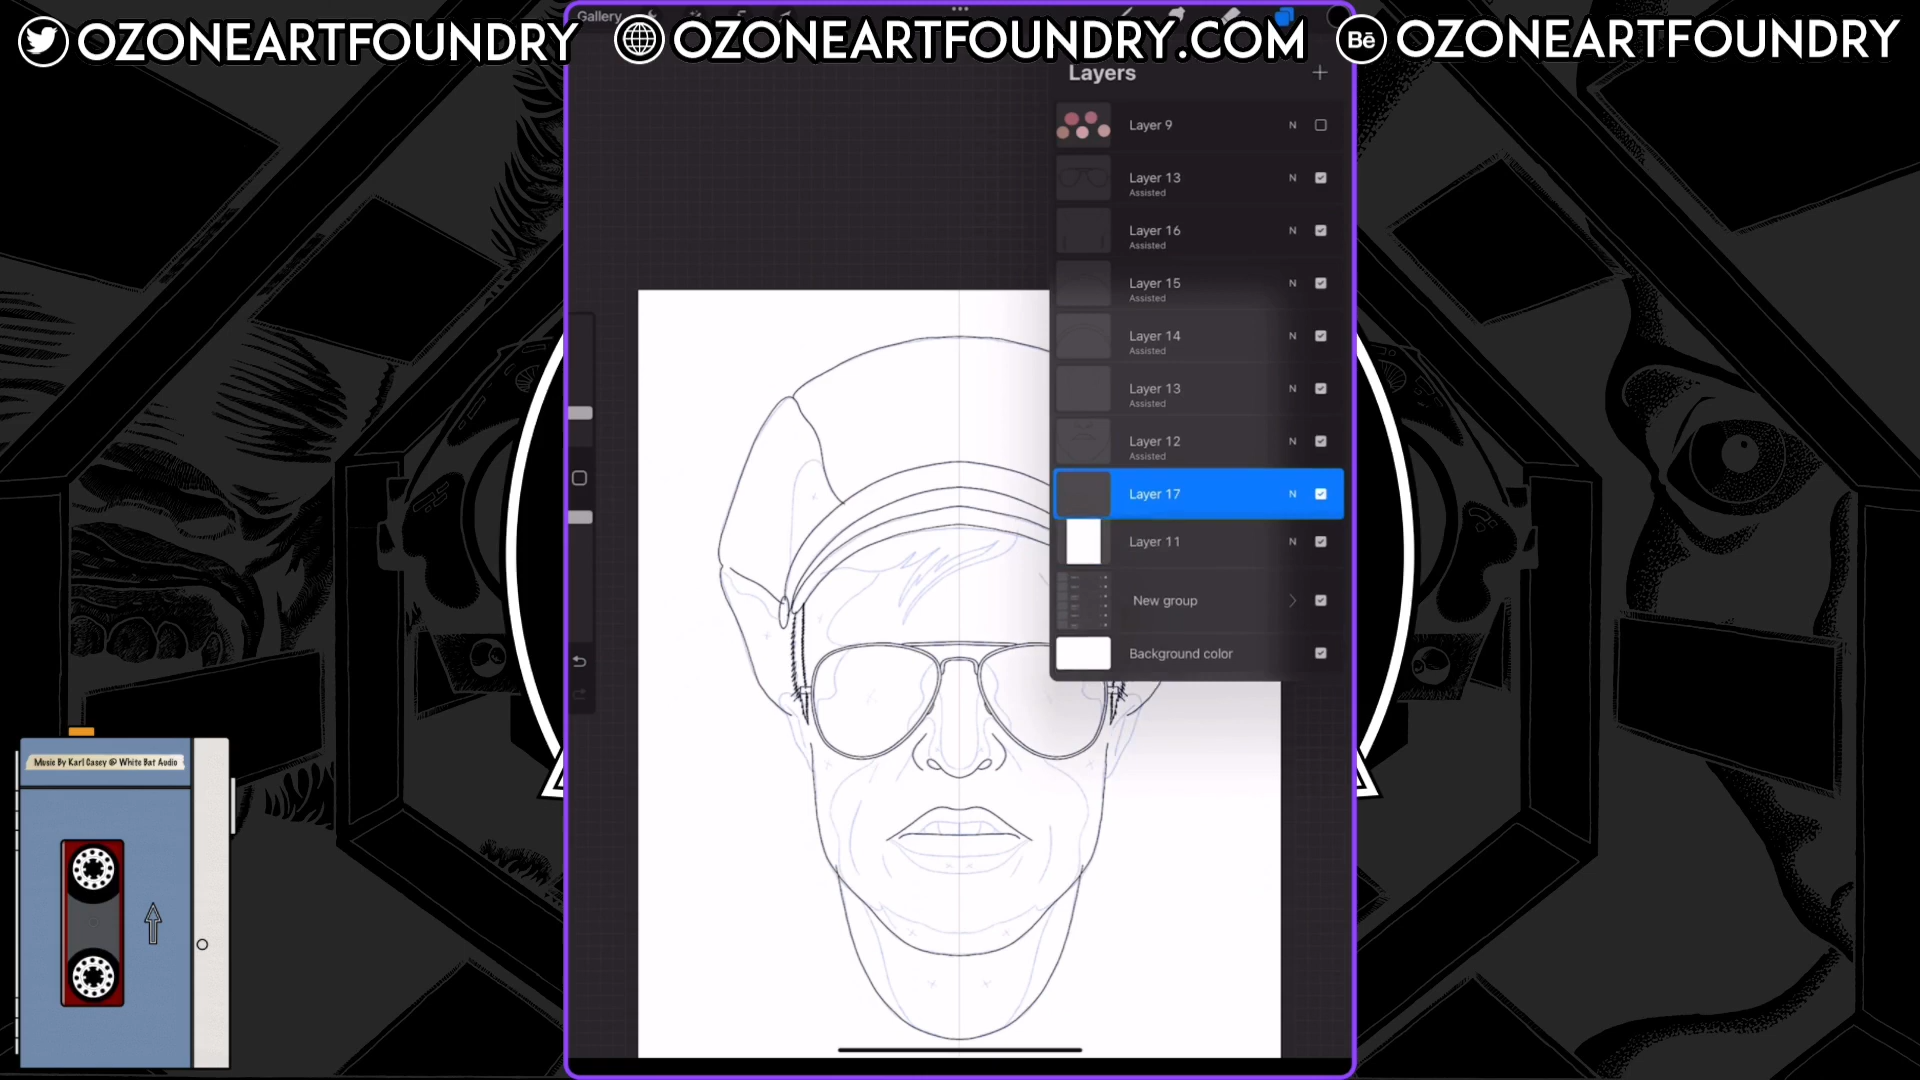 OZONEARTFOUNDRY OZONEARTFOUNDRY.COM Bē OZONEARTFOUNDRY
Gallery
Layers
Layer 9 N
Layer 13 N
Assisted
Layer 16 N
Assisted
Layer 15 N
Assisted
Layer 14 N
Assisted
Layer 13 N
Assisted
Layer 12 N
Assisted
Layer 17 N
Layer 11 N
New group
Background color
Music By Karl Casey @ White Bat Audio